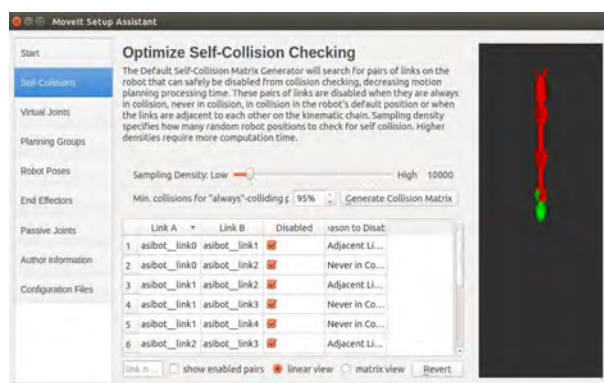 MoveIt Setup Assistant
Start
Self-Collisions
Virtual Joints
Planning Groups
Robot Poses
End Effectors
Passive Joints
Author Information
Configuration Files
Optimize Self-Collision Checking
The Default Self-Collision Matrix Generator will search for pairs of links on the
robot that can safely be disabled from collision checking, decreasing motion
planning processing time. These pairs of links are disabled when they are always
in collision, never in collision, in collision in the robot's default position or when
the links are adjacent to each other on the kinematic chain. Sampling density
specifies how many random robot positions to check for self collision. Higher
densities require more computation time.
Sampling Density: Low High 10000
Min. collisions for "always"-colliding p 95% Generate Collision Matrix
Link A Link B Disabled ason to Disat
1 asibot__link0 asibot__link1 Adjacent Li...
2 asibot__link0 asibot__link2 Never in Co...
3 asibot__link1 asibot__link2 Adjacent Li...
4 asibot__link1 asibot__link3 Never in Co...
5 asibot__link1 asibot__link4 Never in Co...
6 asibot__link2 asibot__link3 Adjacent Li...
link n... show enabled pairs linear view matrix view Revert